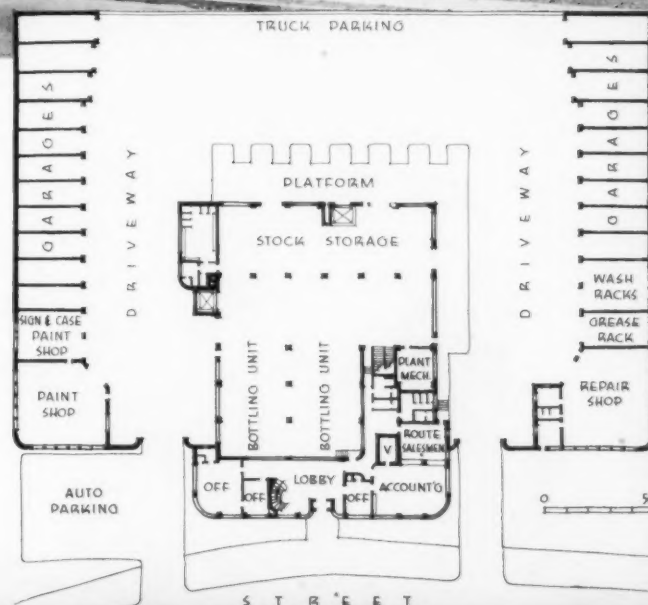 TRUCK PARKING
GARAGES
DRIVEWAY
PLATFORM
DRIVEWAY
GARAGES
STOCK STORAGE
WASH
RACKS
SIGN & CASE
PAINT
SHOP
GREASE
RACK
BOTTLING UNIT
BOTTLING UNIT
PLANT
MECH.
PAINT
SHOP
REPAIR
SHOP
ROUTE
SALESMEN
V
OFF
OFF
LOBBY
OFF
ACCOUNT'G
AUTO
PARKING
0 5
STREET